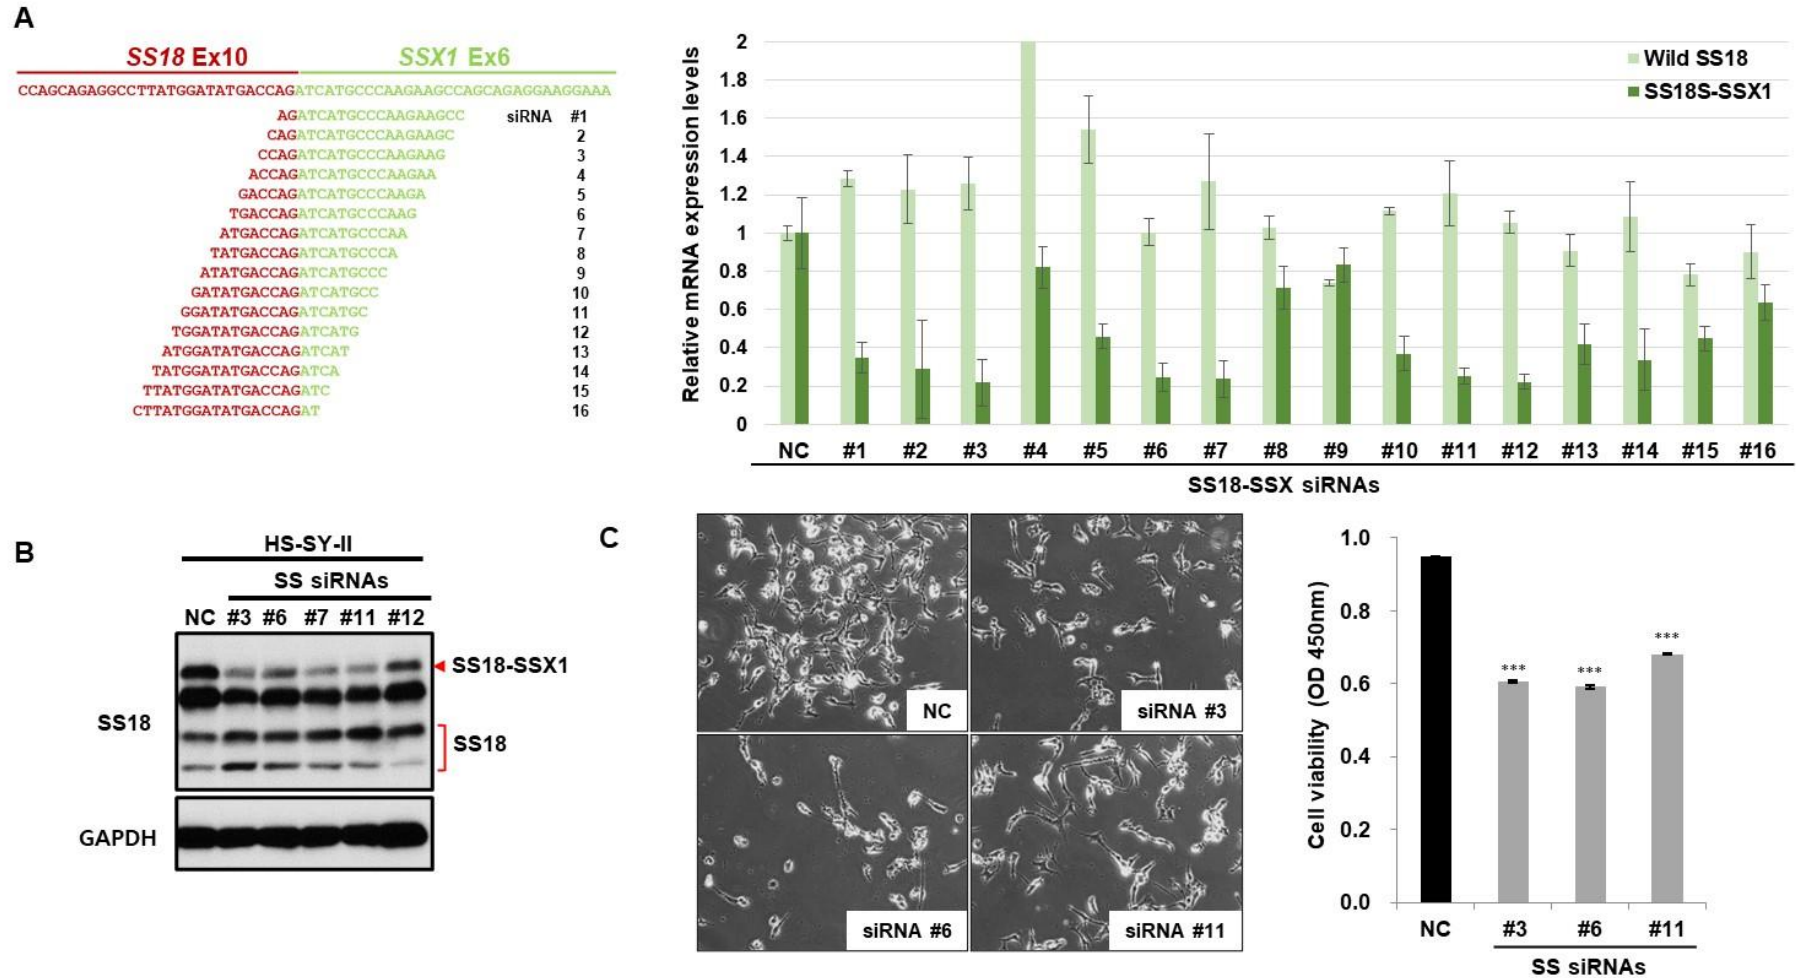 A
SS18 Ex10 SSX1 Ex6
CCAGCAGAGGCCTTATGGATATGACCAGATCATGCCCAAGAAGCCAGCAGAGGAAGGAAA
AGATCATGCCCAAGAAGCC siRNA #1
CAGATCATGCCCAAGAAGC 2
CCAGATCATGCCCAAGAAG 3
ACCAGATCATGCCCAAGAA 4
GACCAGATCATGCCCAAGA 5
TGACCAGATCATGCCCAAG 6
ATGACCAGATCATGCCCAA 7
TATGACCAGATCATGCCCA 8
ATATGACCAGATCATGCCC 9
GATATGACCAGATCATGCC 10
GGATATGACCAGATCATGC 11
TGGATATGACCAGATCATG 12
ATGGATATGACCAGATCAT 13
TATGGATATGACCAGATCA 14
TTATGGATATGACCAGATC 15
CTTATGGATATGACCAGAT 16
Relative mRNA expression levels
2
1.8
1.6
1.4
1.2
1
0.8
0.6
0.4
0.2
0
Wild SS18
SS18S-SSX1
NC #1 #2 #3 #4 #5 #6 #7 #8 #9 #10 #11 #12 #13 #14 #15 #16
SS18-SSX siRNAs
B
HS-SY-II
SS siRNAs
NC #3 #6 #7 #11 #12
SS18-SSX1
SS18
SS18
GAPDH
C
NC
siRNA #3
siRNA #6
siRNA #11
Cell viability (OD 450nm)
1.0
0.8
0.6
0.4
0.2
0.0
***
***
***
NC #3 #6 #11
SS siRNAs